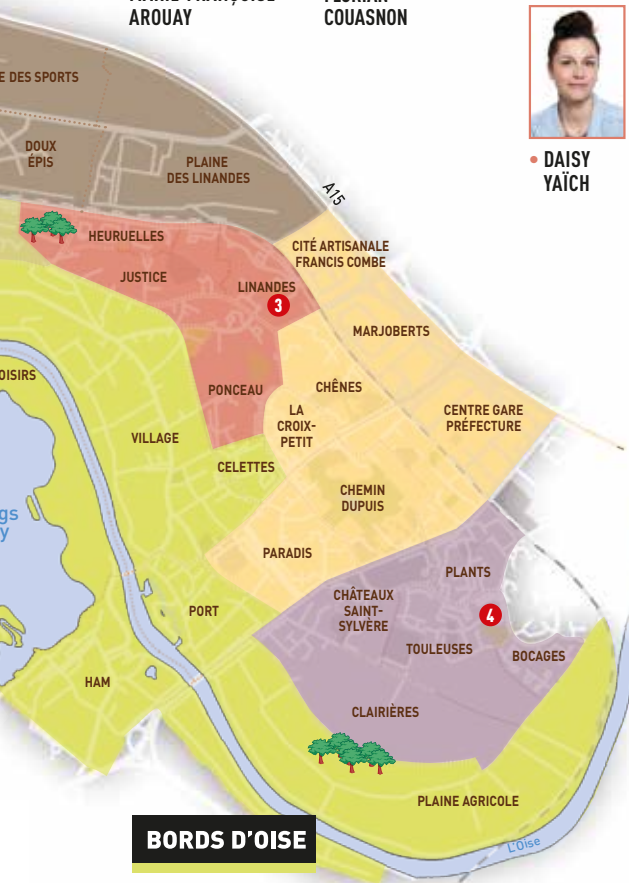 AROUAY
FLORIAN
COUASNON
• DAISY
YAÏCH
E DES SPORTS
DOUX
ÉPIS
PLAINE
DES LINANDES
A15
HEURUELLES
CITÉ ARTISANALE
FRANCIS COMBE
JUSTICE
LINANDES
3
MARJOBERTS
OISIRS
PONCEAU
CHÊNES
LA
CROIX-
PETIT
CENTRE GARE
PRÉFECTURE
VILLAGE
CELETTES
CHEMIN
DUPUIS
gs
y
PARADIS
PLANTS
CHÂTEAUX
SAINT-
SYLVÈRE
PORT
4
TOULEUSES
BOCAGES
HAM
CLAIRIÈRES
PLAINE AGRICOLE
BORDS D'OISE
L'Oise